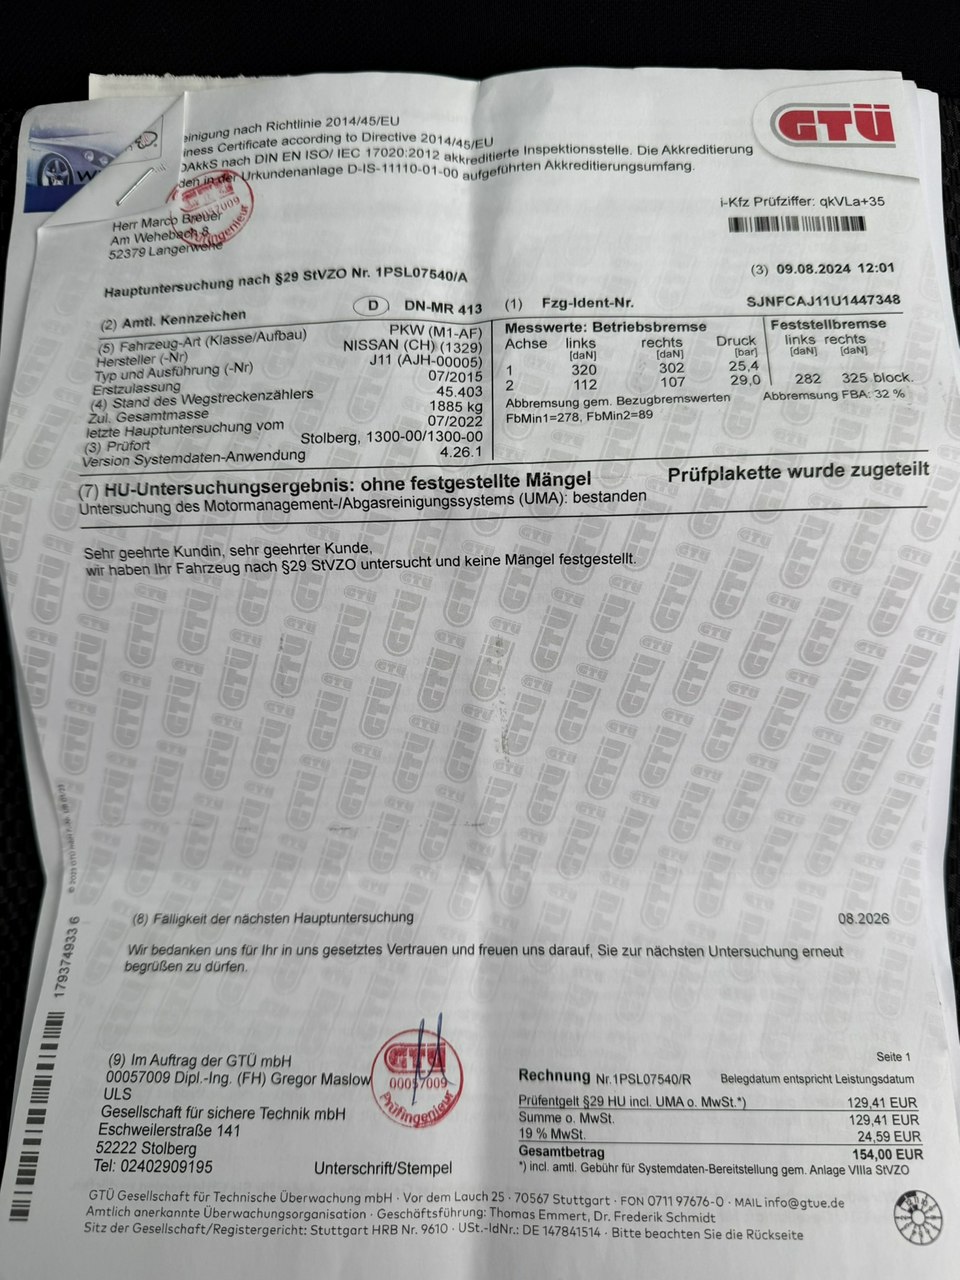 einigung nach Richtlinie 2014/45/EU
iness Certificate according to Directive 2014/45/EU
DAkkS nach DIN EN ISO/ IEC 17020:2012 akkreditierte Inspektionsstelle. Die Akkreditierung
den in der Urkundenanlage D-IS-11110-01-00 aufgeführten Akkreditierungsumfang.
GTÜ
i-Kfz Prüfziffer: qkVLa+35
Herr Marco Breuer
Am Wehebach 8
52379 Langerwehe
(3) 09.08.2024 12:01
Hauptuntersuchung nach §29 StVZO Nr. 1PSL07540/A
(2) Amtl. Kennzeichen D DN-MR 413
(1) Fzg-Ident-Nr. SJNFCAJ11U1447348
(5) Fahrzeug-Art (Klasse/Aufbau) PKW (M1-AF)
Hersteller (-Nr) NISSAN (CH) (1329)
Typ und Ausführung (-Nr) J11 (AJH-00005)
Erstzulassung 07/2015
(4) Stand des Wegstreckenzählers 45.403
Zul. Gesamtmasse 1885 kg
letzte Hauptuntersuchung vom 07/2022
(3) Prüfort Stolberg, 1300-00/1300-00
Version Systemdaten-Anwendung 4.26.1
Messwerte: Betriebsbremse Feststellbremse
Achse links rechts Druck links rechts
[daN] [daN] [bar] [daN] [daN]
1 320 302 25,4
2 112 107 29,0 282 325 block.
Abbremsung gem. Bezugbremswerten Abbremsung FBA: 32 %
FbMin1=278, FbMin2=89
(7) HU-Untersuchungsergebnis: ohne festgestellte Mängel Prüfplakette wurde zugeteilt
Untersuchung des Motormanagement-/Abgasreinigungssystems (UMA): bestanden
Sehr geehrte Kundin, sehr geehrter Kunde,
wir haben Ihr Fahrzeug nach §29 StVZO untersucht und keine Mängel festgestellt.
(8) Fälligkeit der nächsten Hauptuntersuchung 08.2026
Wir bedanken uns für Ihr in uns gesetztes Vertrauen und freuen uns darauf, Sie zur nächsten Untersuchung erneut
begrüßen zu dürfen.
179374933 6
(9) Im Auftrag der GTÜ mbH
00057009 Dipl.-Ing. (FH) Gregor Maslow
ULS
Gesellschaft für sichere Technik mbH
Eschweilerstraße 141
52222 Stolberg
Tel: 02402909195
Unterschrift/Stempel
GTÜ
00057009
Prüfingenieur
Seite 1
Rechnung Nr.1PSL07540/R Belegdatum entspricht Leistungsdatum
Prüfentgelt §29 HU incl. UMA o. MwSt.*) 129,41 EUR
Summe o. MwSt. 129,41 EUR
19 % MwSt. 24,59 EUR
Gesamtbetrag 154,00 EUR
*) incl. amtl. Gebühr für Systemdaten-Bereitstellung gem. Anlage VIIIa StVZO
GTÜ Gesellschaft für Technische Überwachung mbH · Vor dem Lauch 25 · 70567 Stuttgart · FON 0711 97676-0 · MAIL info@gtue.de
Amtlich anerkannte Überwachungsorganisation · Geschäftsführung: Thomas Emmert, Dr. Frederik Schmidt
Sitz der Gesellschaft/Registergericht: Stuttgart HRB Nr. 9610 · USt.-IdNr.: DE 147841514 · Bitte beachten Sie die Rückseite